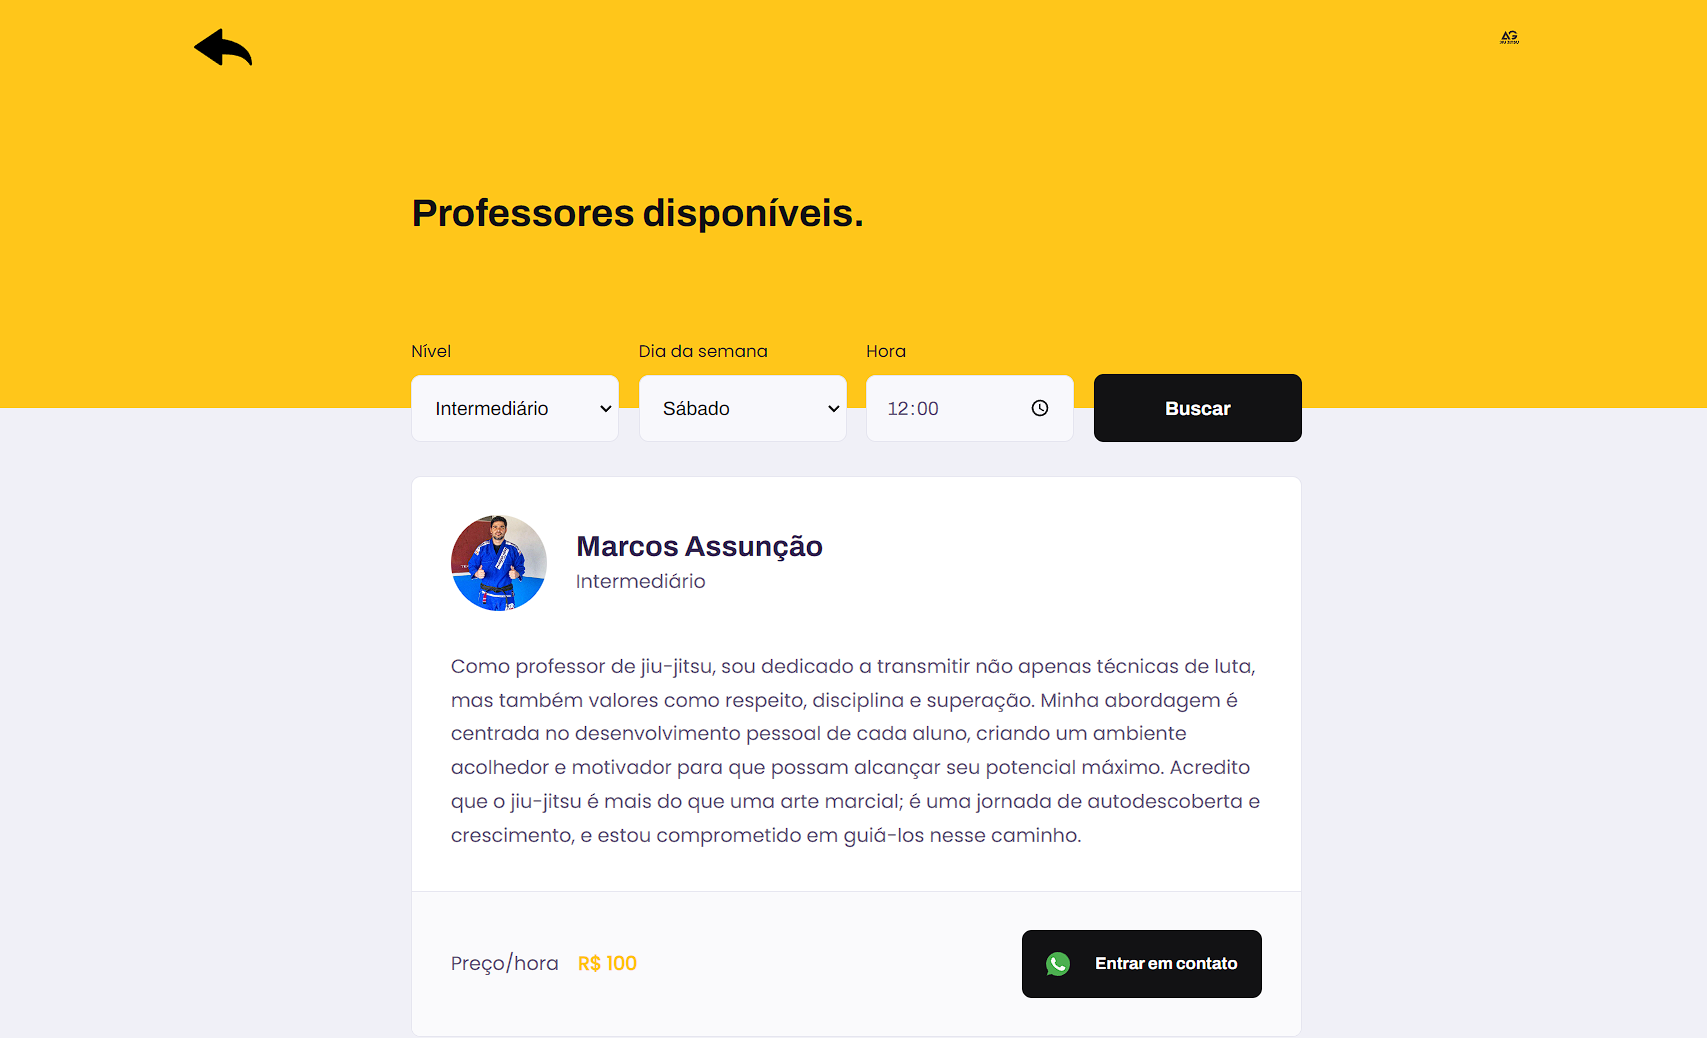 AG
JIU JITSU
Professores disponíveis.
Nível
Dia da semana
Hora
Intermediário
Sábado
12:00
Buscar
Marcos Assunção
Intermediário
Como professor de jiu-jitsu, sou dedicado a transmitir não apenas técnicas de luta,
mas também valores como respeito, disciplina e superação. Minha abordagem é
centrada no desenvolvimento pessoal de cada aluno, criando um ambiente
acolhedor e motivador para que possam alcançar seu potencial máximo. Acredito
que o jiu-jitsu é mais do que uma arte marcial; é uma jornada de autodescoberta e
crescimento, e estou comprometido em guiá-los nesse caminho.
Preço/hora R$ 100
Entrar em contato